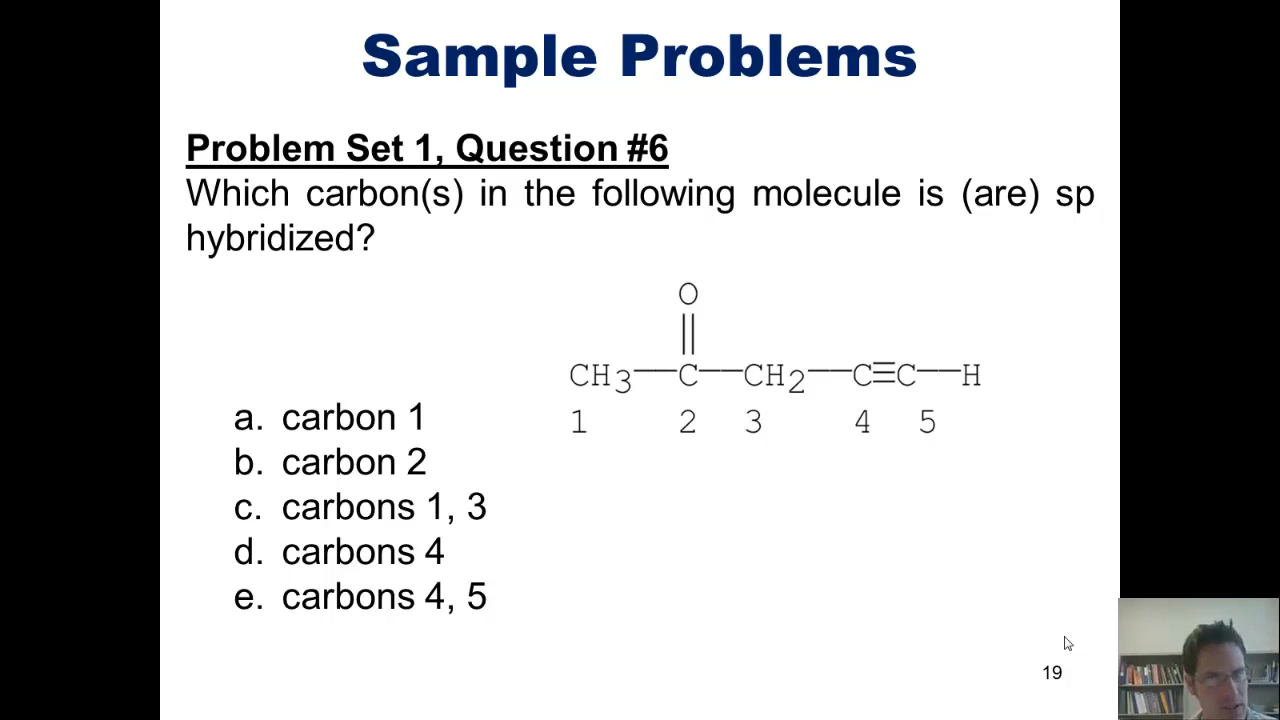 Sample Problems
Problem Set 1, Question #6
Which carbon(s) in the following molecule is (are) sp
hybridized?
O
CH3 C CH2 C≡C H
1 2 3 4 5
a. carbon 1
b. carbon 2
c. carbons 1, 3
d. carbons 4
e. carbons 4, 5
19